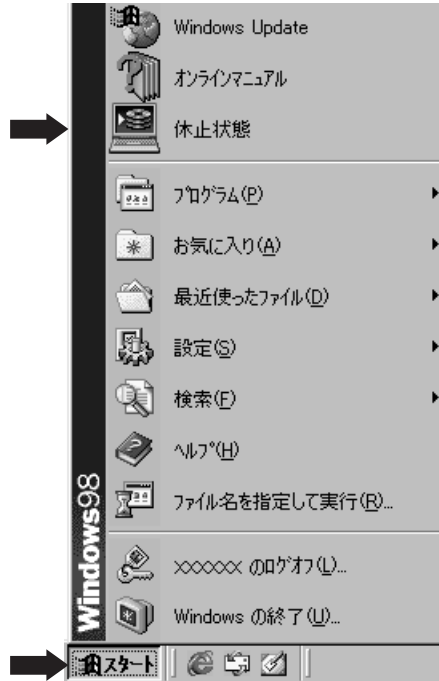 Windows Update
オンラインマニュアル
休止状態
プログラム(P)
お気に入り(A)
最近使ったファイル(D)
設定(S)
検索(F)
ヘルプ(H)
ファイル名を指定して実行(R)...
xxxxxx のログオフ(L)...
Windows の終了(U)...
Windows98
スタート